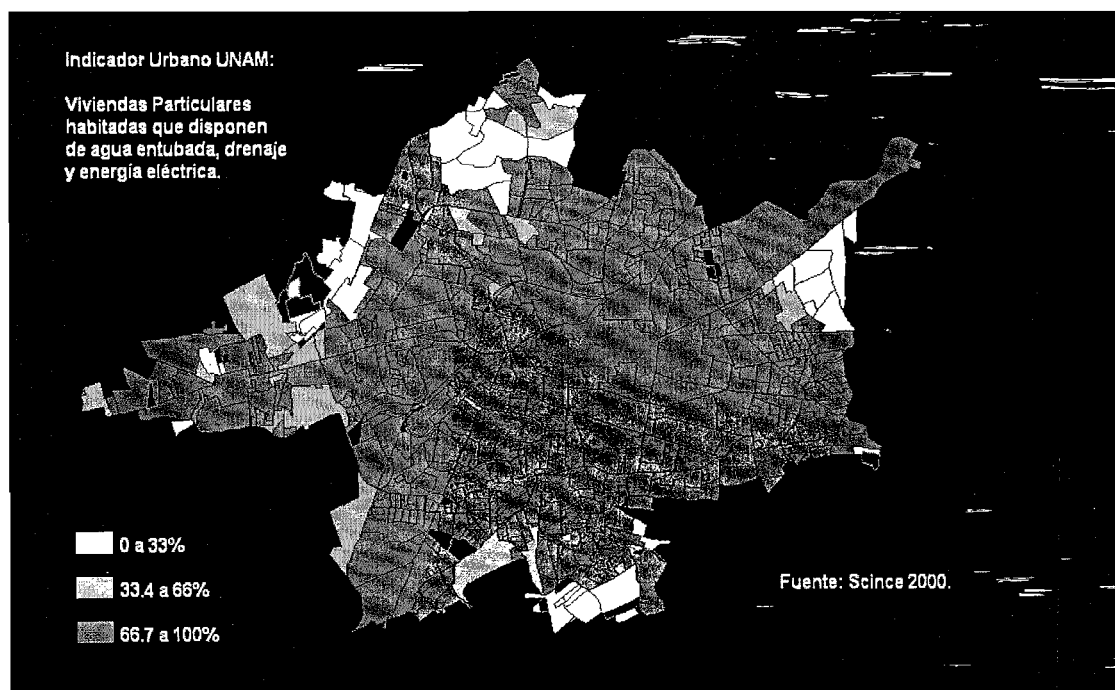 Indicador Urbano UNAM:
Viviendas Particulares
habitadas que disponen
de agua entubada, drenaje
y energía eléctrica.
0 a 33%
33.4 a 66%
66.7 a 100%
Fuente: Scince 2000.